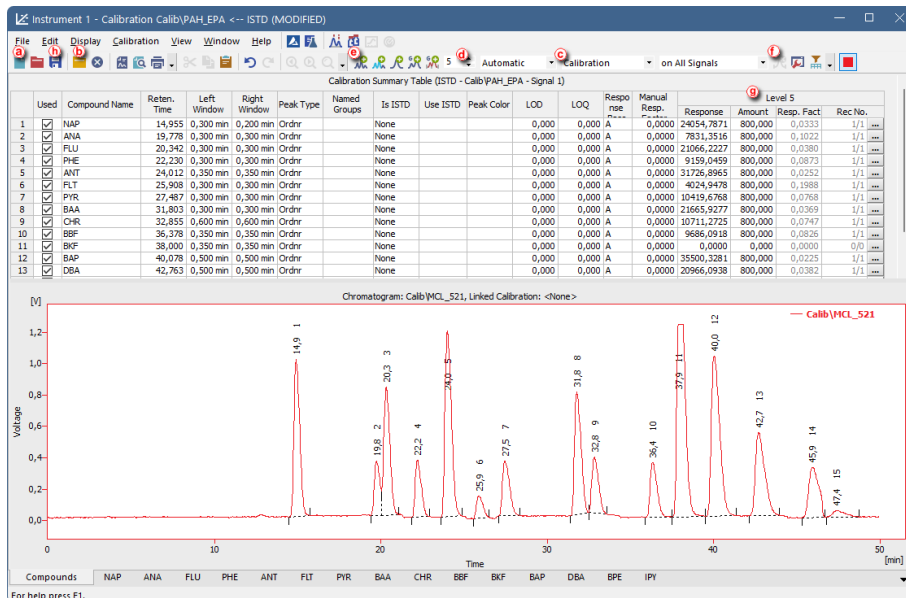 Instrument 1 - Calibration Calib\PAH_EPA <-- ISTD (MODIFIED)
File Edit Display Calibration View Window Help
a h b e 5 d Automatic c Calibration on All Signals f
Calibration Summary Table (ISTD - Calib\PAH_EPA - Signal 1)
g Level 5
Used Compound Name Reten. Time Left Window Right Window Peak Type Named Groups Is ISTD Use ISTD Peak Color LOD LOQ Respo nse Manual Resp. Response Amount Resp. Fact Rec No.
1 NAP 14,955 0,300 min 0,200 min Ordnr None 0,000 0,000 A 0,0000 24054,7871 800,000 0,0333 1/1 ...
2 ANA 19,778 0,300 min 0,300 min Ordnr None 0,000 0,000 A 0,0000 7831,3516 800,000 0,1022 1/1 ...
3 FLU 20,342 0,300 min 0,300 min Ordnr None 0,000 0,000 A 0,0000 21066,2227 800,000 0,0380 1/1 ...
4 PHE 22,230 0,300 min 0,300 min Ordnr None 0,000 0,000 A 0,0000 9159,0459 800,000 0,0873 1/1 ...
5 ANT 24,012 0,350 min 0,350 min Ordnr None 0,000 0,000 A 0,0000 31726,8965 800,000 0,0252 1/1 ...
6 FLT 25,908 0,300 min 0,300 min Ordnr None 0,000 0,000 A 0,0000 4024,9478 800,000 0,1988 1/1 ...
7 PYR 27,487 0,300 min 0,300 min Ordnr None 0,000 0,000 A 0,0000 10419,6768 800,000 0,0768 1/1 ...
8 BAA 31,803 0,300 min 0,300 min Ordnr None 0,000 0,000 A 0,0000 21665,9277 800,000 0,0369 1/1 ...
9 CHR 32,855 0,600 min 0,600 min Ordnr None 0,000 0,000 A 0,0000 10711,2725 800,000 0,0747 1/1 ...
10 BBF 36,378 0,350 min 0,350 min Ordnr None 0,000 0,000 A 0,0000 9686,0918 800,000 0,0826 1/1 ...
11 BKF 38,000 0,350 min 0,350 min Ordnr None 0,000 0,000 A 0,0000 0,0000 0,000 0,0000 0/0 ...
12 BAP 40,078 0,500 min 0,500 min Ordnr None 0,000 0,000 A 0,0000 35500,3281 800,000 0,0225 1/1 ...
13 DBA 42,763 0,500 min 0,500 min Ordnr None 0,000 0,000 A 0,0000 20966,0938 800,000 0,0382 1/1 ...
Chromatogram: Calib\MCL_521, Linked Calibration: <None>
[V]
Calib\MCL_521
1,2
1,0
0,8
0,6
0,4
0,2
0,0
Voltage
14,9 1
19,8 2
20,3 3
22,2 4
24,0 5
25,9 6
27,5 7
31,8 8
32,8 9
36,4 10
37,9 11
40,0 12
42,7 13
45,9 14
47,4 15
0 10 20 30 40 50
Time [min]
Compounds NAP ANA FLU PHE ANT FLT PYR BAA CHR BBF BKF BAP DBA BPE IPY
For help press F1.